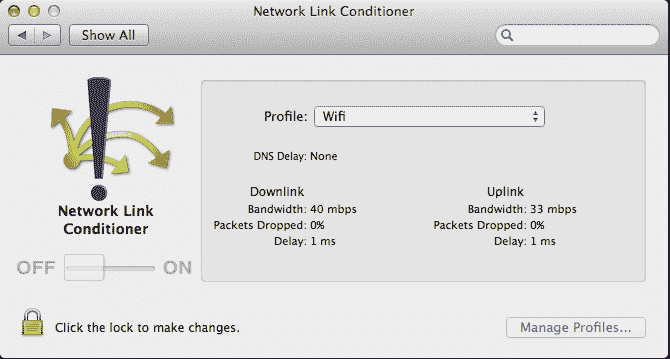 Network Link Conditioner
Show All
Profile: Wifi
DNS Delay: None
Downlink
Bandwidth: 40 mbps
Packets Dropped: 0%
Delay: 1 ms
Uplink
Bandwidth: 33 mbps
Packets Dropped: 0%
Delay: 1 ms
Network Link
Conditioner
OFF ON
Click the lock to make changes.
Manage Profiles...